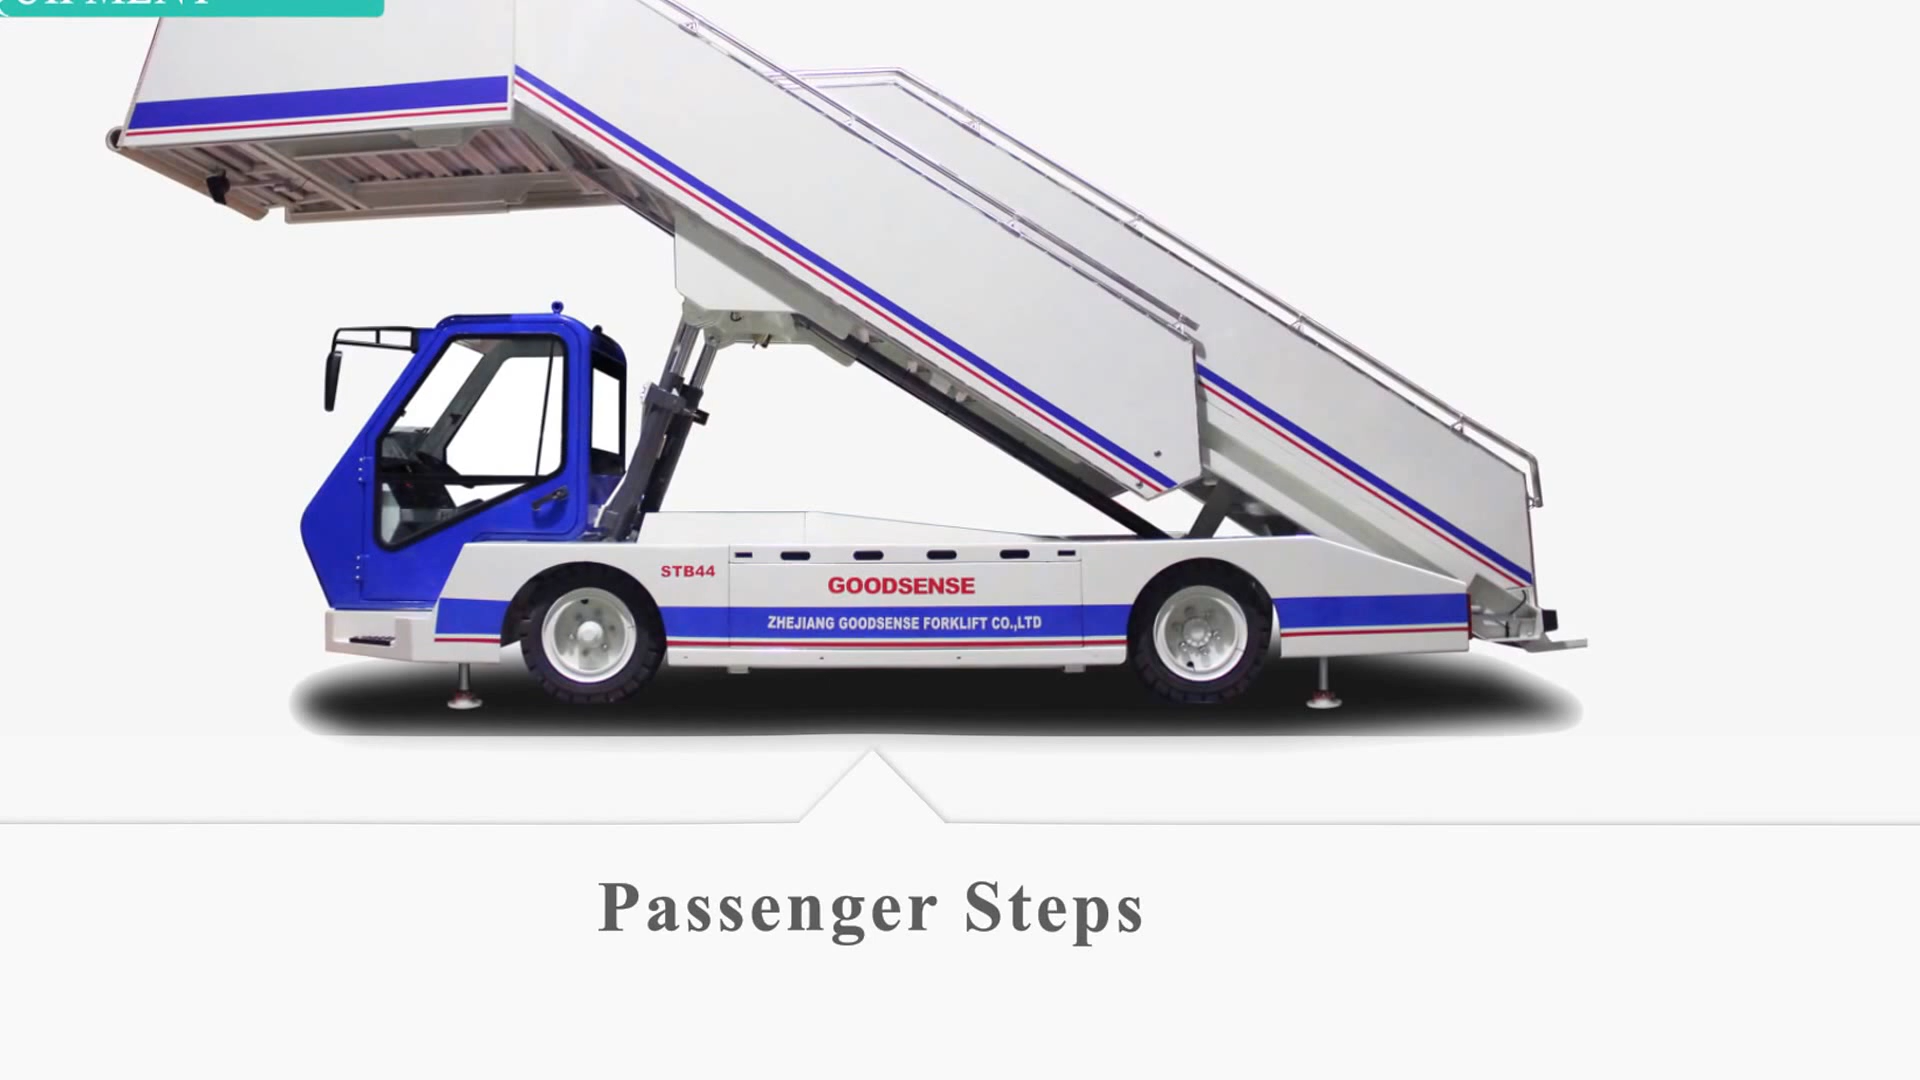 STB44
GOODSENSE
ZHEJIANG GOODSENSE FORKLIFT CO.,LTD
Passenger Steps